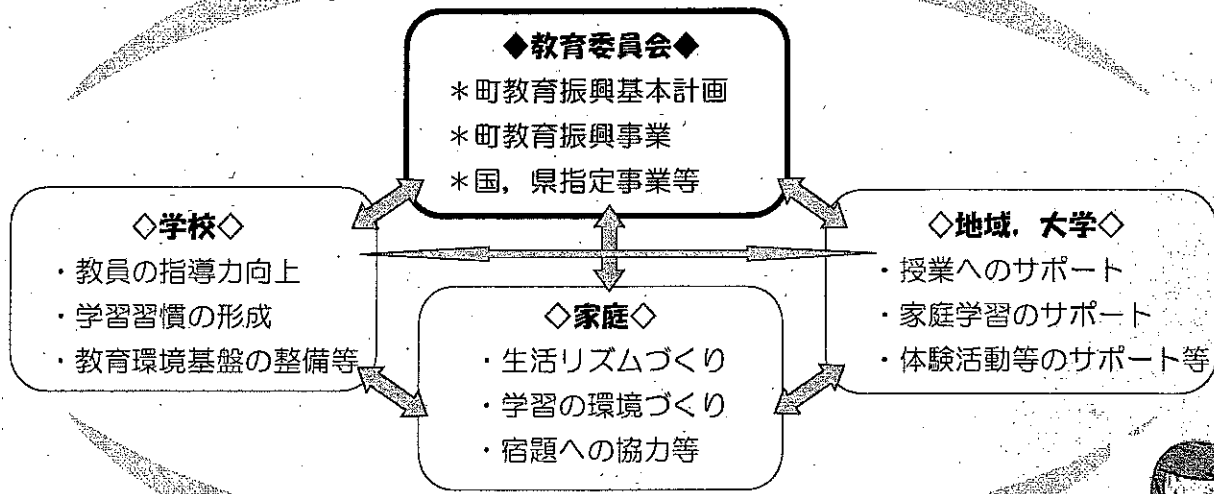 ◆教育委員会◆
＊町教育振興基本計画
＊町教育振興事業
＊国，県指定事業等
◇学校◇
・教員の指導力向上
・学習習慣の形成
・教育環境基盤の整備等
◇家庭◇
・生活リズムづくり
・学習の環境づくり
・宿題への協力等
◇地域，大学◇
・授業へのサポート
・家庭学習のサポート
・体験活動等のサポート等